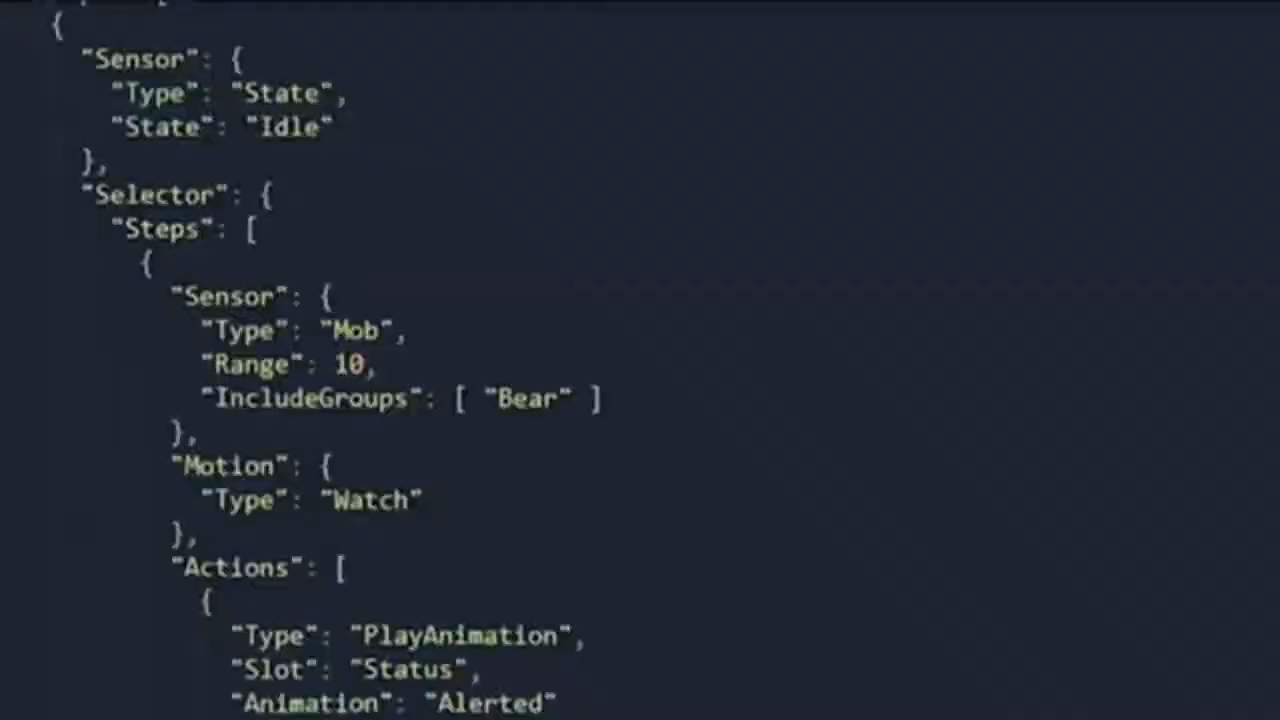 {
"Sensor": {
"Type": "State",
"State": "Idle"
},
"Selector": {
"Steps": [
{
"Sensor": {
"Type": "Mob",
"Range": 10,
"IncludeGroups": [ "Bear" ]
},
"Motion": {
"Type": "Watch"
},
"Actions": [
{
"Type": "PlayAnimation",
"Slot": "Status",
"Animation": "Alerted"